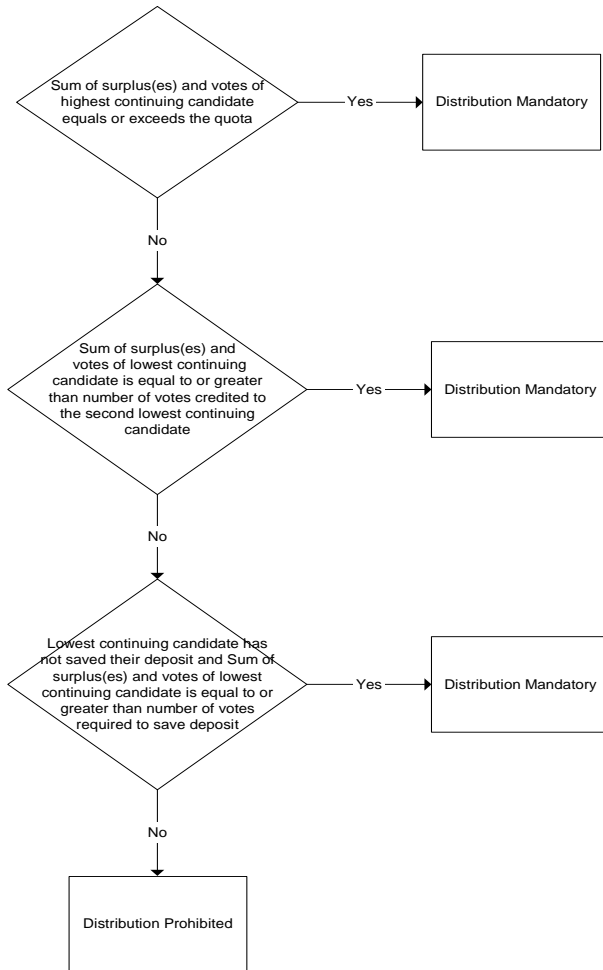 Sum of surplus(es) and votes of
highest continuing candidate
equals or exceeds the quota
Yes
Distribution Mandatory
No
Sum of surplus(es) and
votes of lowest continuing
candidate is equal to or greater
than number of votes credited to
the second lowest continuing
candidate
Yes
Distribution Mandatory
No
Lowest continuing candidate has
not saved their deposit and Sum of
surplus(es) and votes of lowest
continuing candidate is equal to or
greater than number of votes
required to save deposit
Yes
Distribution Mandatory
No
Distribution Prohibited